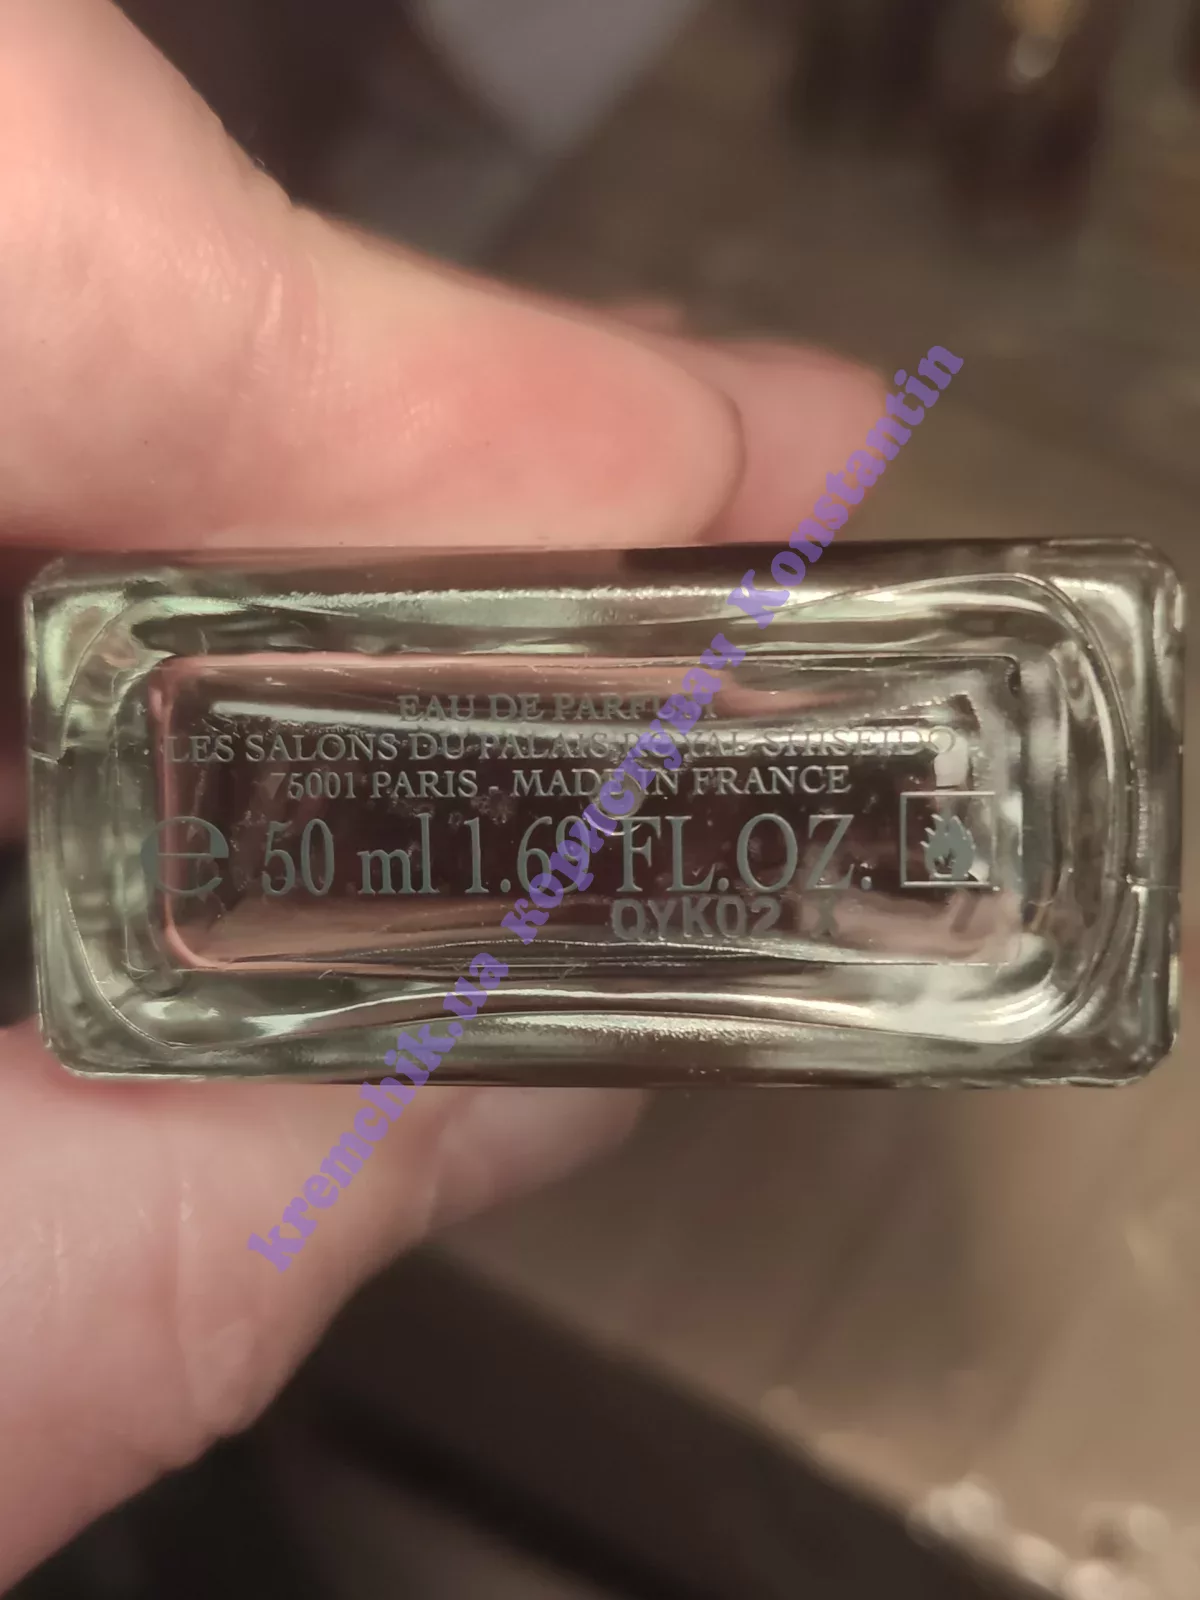 EAU DE PARFUM
LES SALONS DU PALAIS ROYAL SHISEIDO
75001 PARIS - MADE IN FRANCE
e 50 ml 1.69 FL.OZ.
QYK02 X
kremchik.ua користувач Konstantin